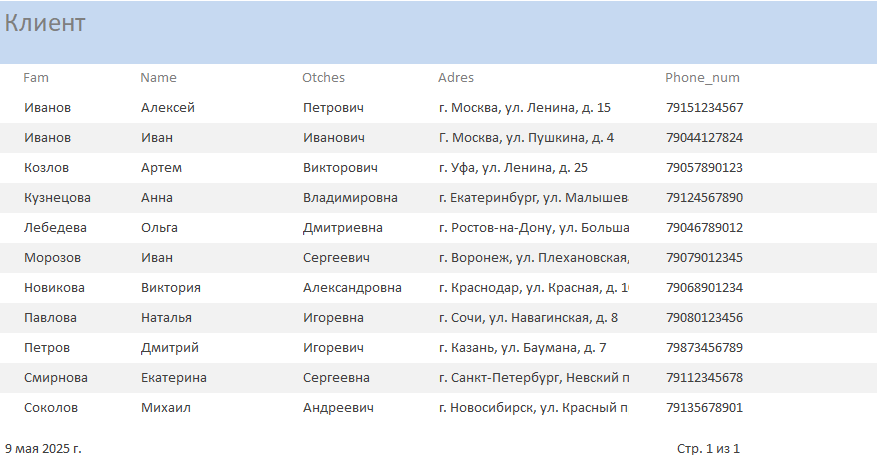 Клиент
Fam Name Otches Adres Phone_num
Иванов Алексей Петрович г. Москва, ул. Ленина, д. 15 79151234567
Иванов Иван Иванович Г. Москва, ул. Пушкина, д. 4 79044127824
Козлов Артем Викторович г. Уфа, ул. Ленина, д. 25 79057890123
Кузнецова Анна Владимировна г. Екатеринбург, ул. Малышев 79124567890
Лебедева Ольга Дмитриевна г. Ростов-на-Дону, ул. Больша 79046789012
Морозов Иван Сергеевич г. Воронеж, ул. Плехановская, 79079012345
Новикова Виктория Александровна г. Краснодар, ул. Красная, д. 1 79068901234
Павлова Наталья Игоревна г. Сочи, ул. Навагинская, д. 8 79080123456
Петров Дмитрий Игоревич г. Казань, ул. Баумана, д. 7 79873456789
Смирнова Екатерина Сергеевна г. Санкт-Петербург, Невский п 79112345678
Соколов Михаил Андреевич г. Новосибирск, ул. Красный п 79135678901
9 мая 2025 г. Стр. 1 из 1